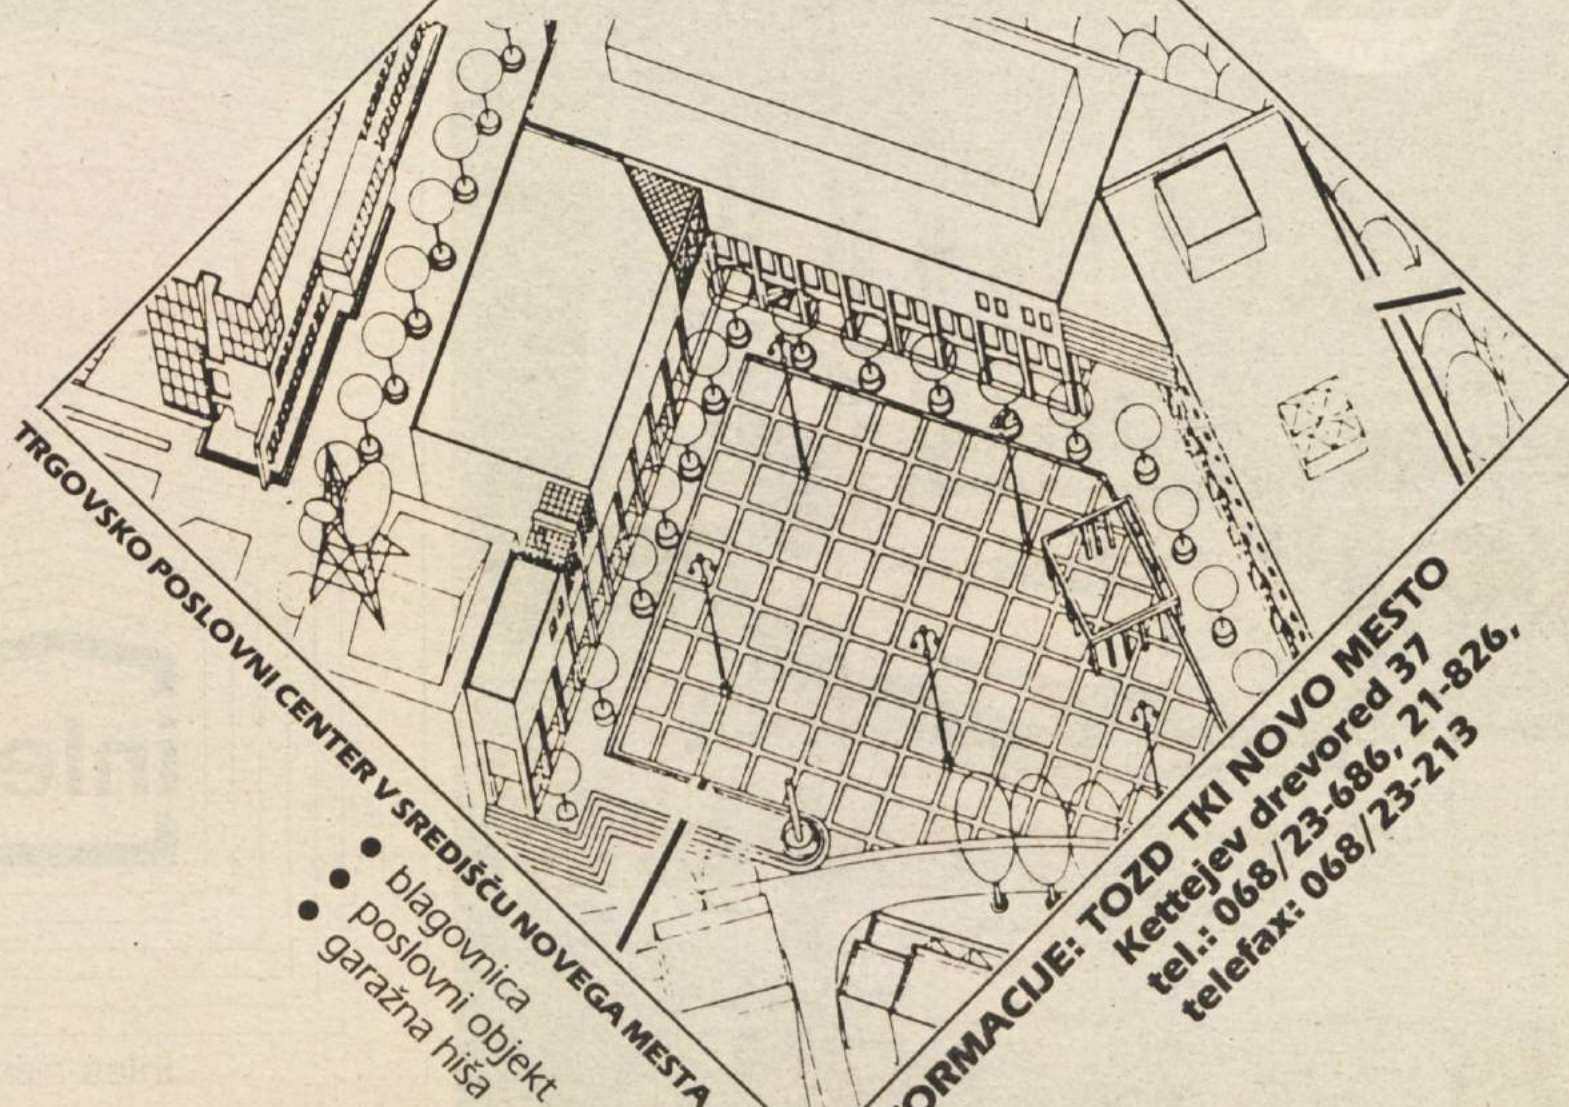 TRGOVSKO POSLOVNI CENTER V SREDIŠČU NOVEGA MESTA
● blagovnica
● poslovni objekt
● garažna hiša
ORMACIJE: TOZD TKI NOVO MESTO
Kettejev drevored 37
tel.: 068/23-686, 21-826,
telefax: 068/23-213